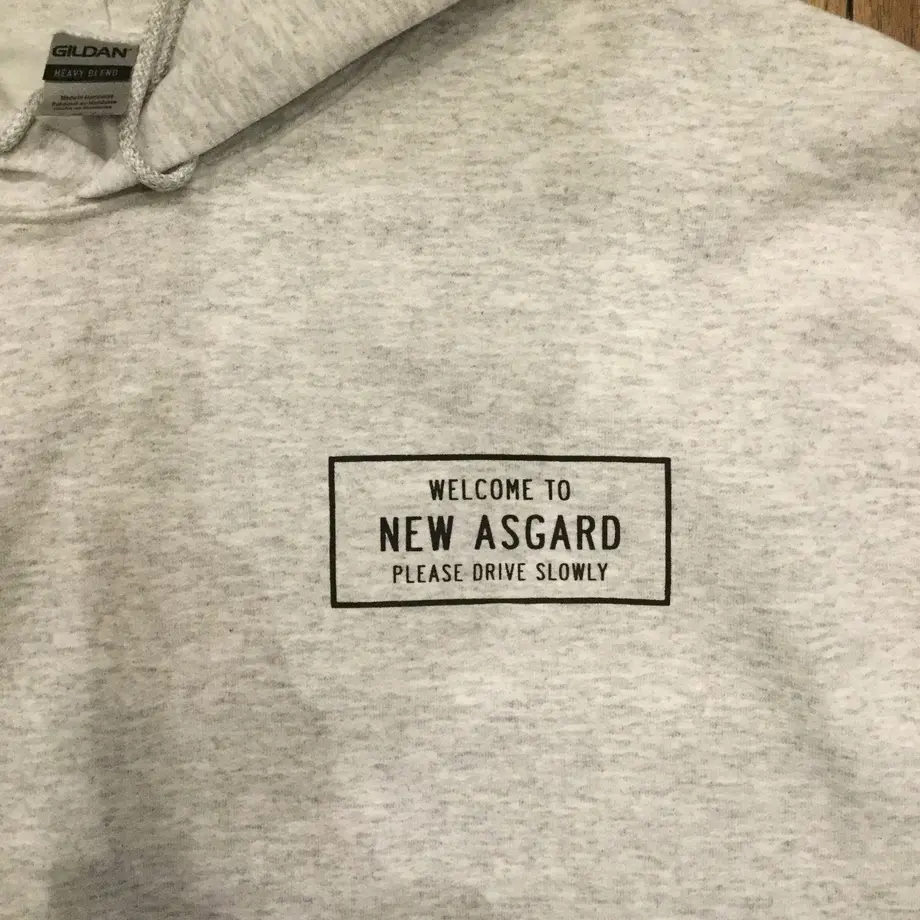 GILDAN
HEAVY BLEND
WELCOME TO
NEW ASGARD
PLEASE DRIVE SLOWLY